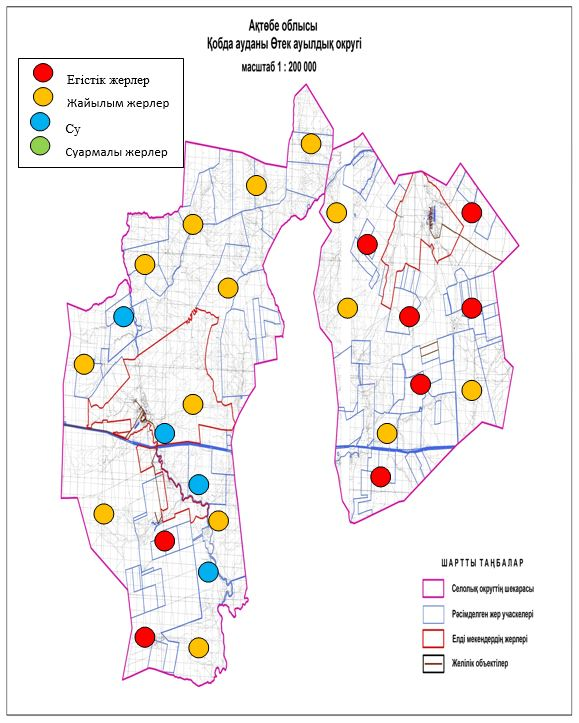 Ақтөбе облысы
Қобда ауданы Өтек ауылдық округі
масштаб 1 : 200 000
Егістік жерлер
Жайылым жерлер
Су
Суармалы жерлер
ШАРТТЫ ТАҢБАЛАР
Селолық округтің шекарасы
Рәсімделген жер учаскелері
Елді мекендердің жерлері
Желілік объектілер